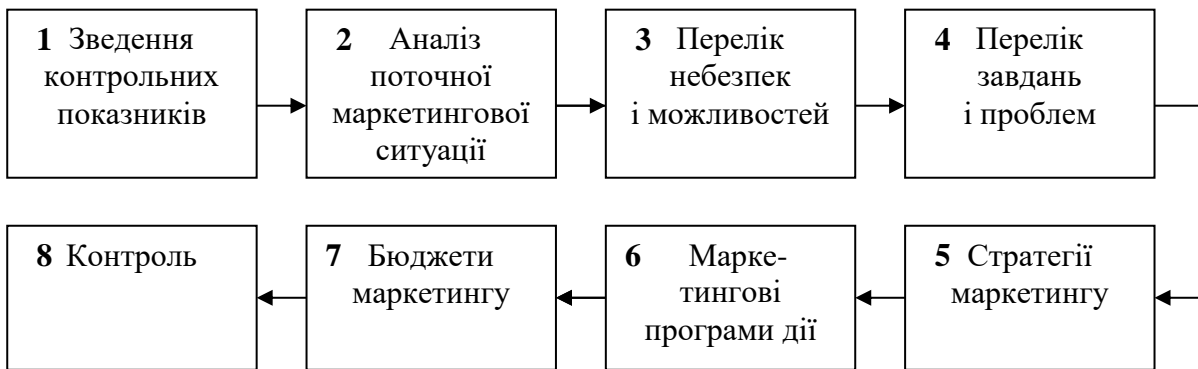 1 Зведення
контрольних
показників
2 Аналіз
поточної
маркетингової
ситуації
3 Перелік
небезпек
і можливостей
4 Перелік
завдань
і проблем
8 Контроль
7 Бюджети
маркетингу
6 Марке-
тингові
програми дії
5 Стратегії
маркетингу